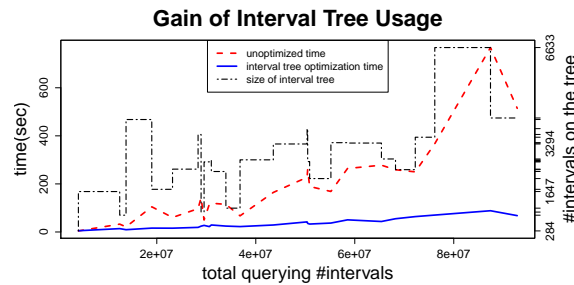 Gain of Interval Tree Usage
unoptimized time
interval tree optimization time
size of interval tree
time(sec)
0
200
400
600
2e+07
4e+07
6e+07
8e+07
total querying #intervals
284
1647
3294
6633
#intervals on the tree